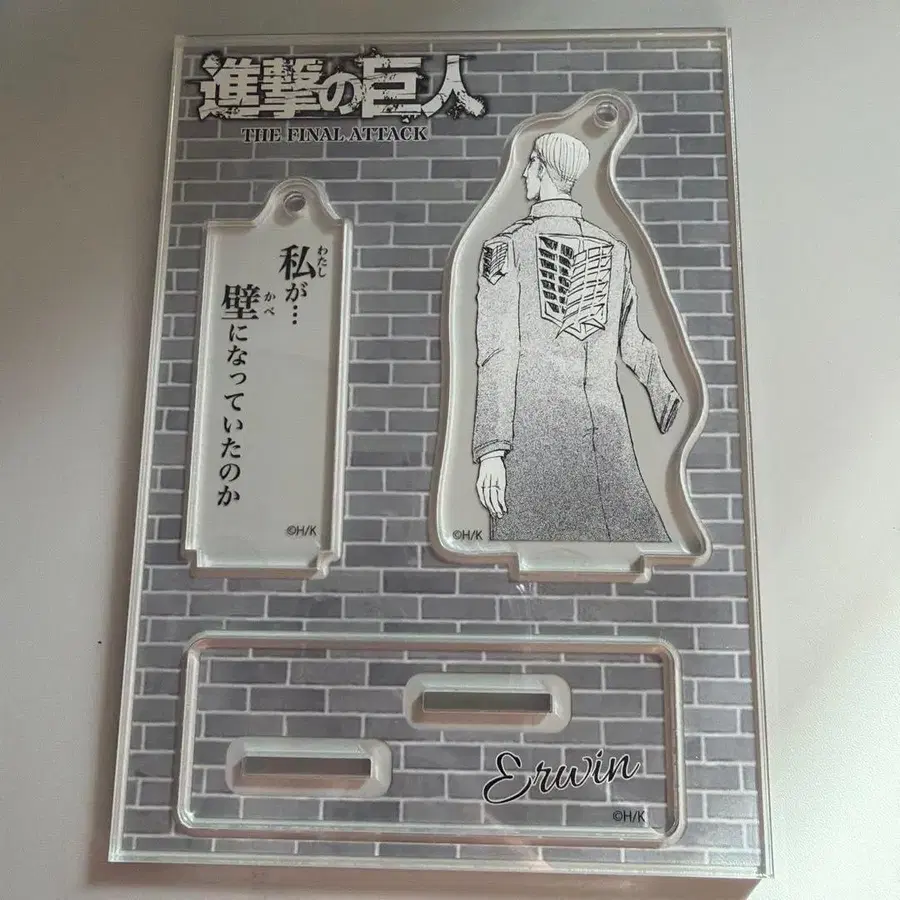 進撃の巨人
THE FINAL ATTACK
私が…
わたし
壁になっていたのか
かべ
©H/K
©H/K
Erwin
©H/K